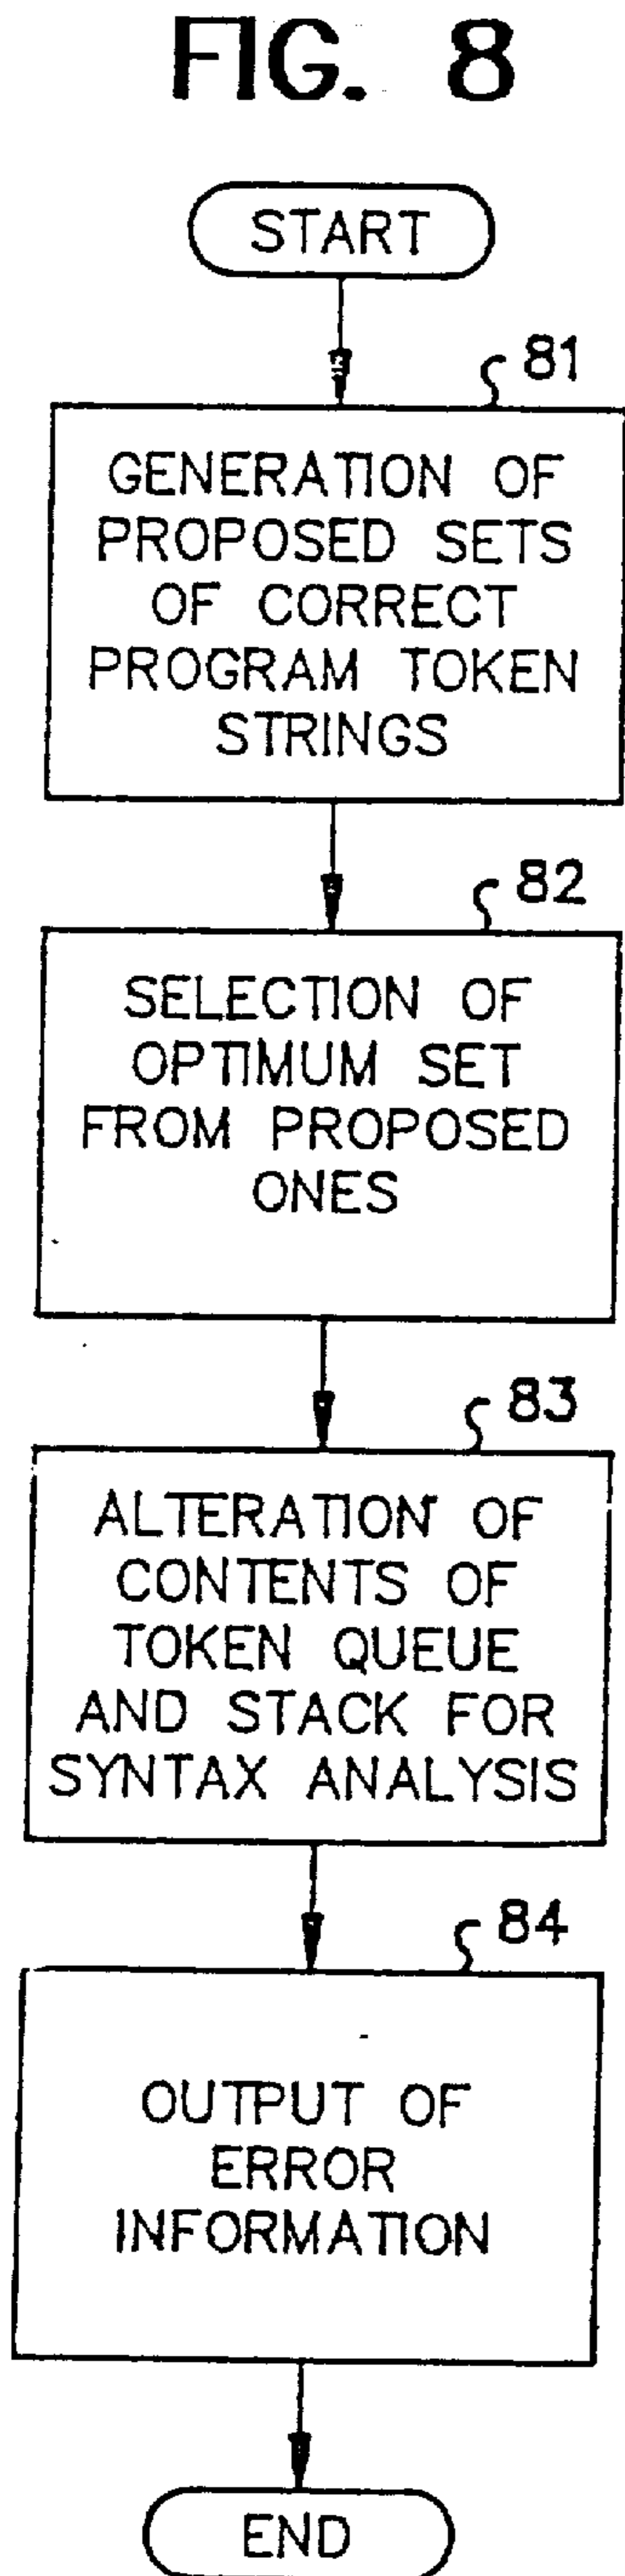 FIG. 8
START
81
GENERATION OF
PROPOSED SETS
OF CORRECT
PROGRAM TOKEN
STRINGS
82
SELECTION OF
OPTIMUM SET
FROM PROPOSED
ONES
83
ALTERATION OF
CONTENTS OF
TOKEN QUEUE
AND STACK FOR
SYNTAX ANALYSIS
84
OUTPUT OF
ERROR
INFORMATION
END